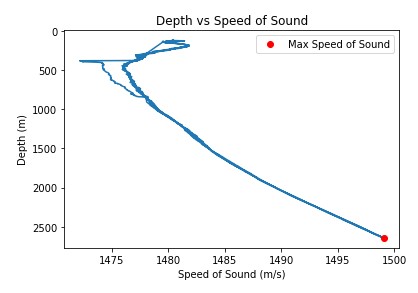 Depth vs Speed of Sound
Max Speed of Sound
0
500
1000
1500
2000
2500
Depth (m)
1475 1480 1485 1490 1495 1500
Speed of Sound (m/s)